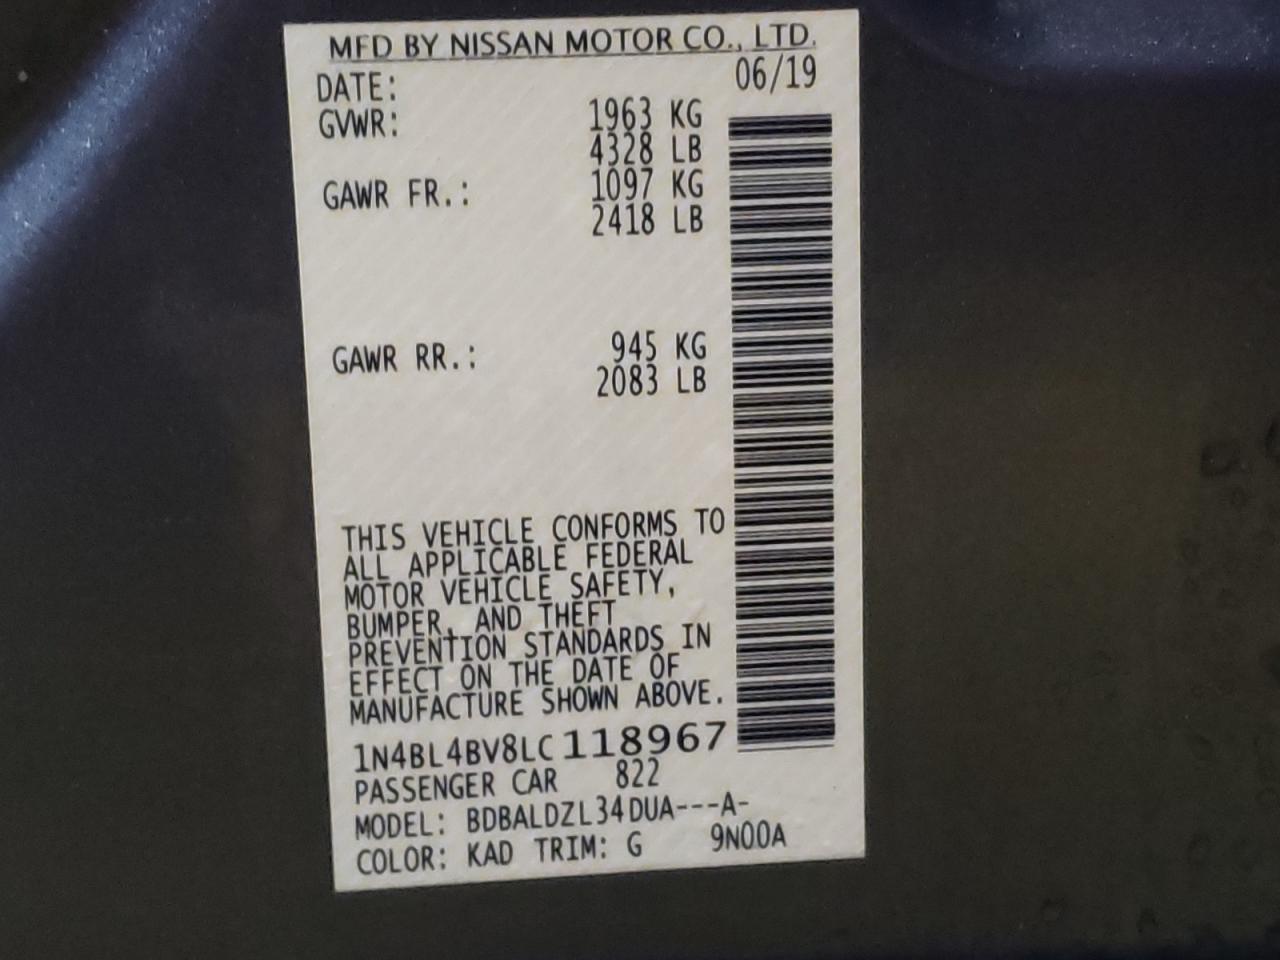 MFD BY NISSAN MOTOR CO., LTD.
DATE: 06/19
GVWR: 1963 KG
4328 LB
GAWR FR.: 1097 KG
2418 LB
GAWR RR.: 945 KG
2083 LB
THIS VEHICLE CONFORMS TO
ALL APPLICABLE FEDERAL
MOTOR VEHICLE SAFETY,
BUMPER, AND THEFT
PREVENTION STANDARDS IN
EFFECT ON THE DATE OF
MANUFACTURE SHOWN ABOVE.
1N4BL4BV8LC118967
PASSENGER CAR 822
MODEL: BDBALDZL34DUA---A-
COLOR: KAD TRIM: G 9N00A